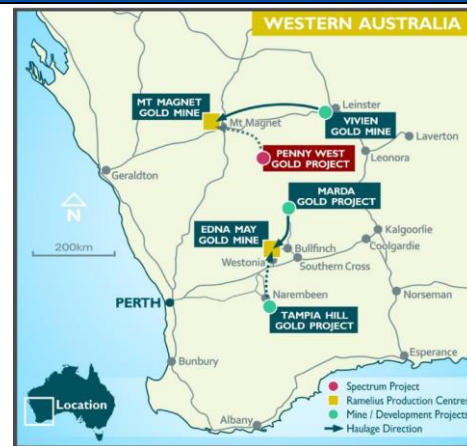 WESTERN AUSTRALIA
MT MAGNET
GOLD MINE
Leinster
Mt Magnet
VIVIEN
GOLD MINE
Laverton
PENNY WEST
GOLD PROJECT
Leonora
Geraldton
MARDA
GOLD PROJECT
N
EDNA MAY
GOLD MINE
Kalgoorlie
Bullfinch
Coolgardie
200km
Westonia
Southern Cross
PERTH
Narembeen
Norseman
TAMPIA HILL
GOLD PROJECT
Bunbury
Esperance
Spectrum Project
Ramelius Production Centres
Mine / Development Projects
Haulage Direction
Location
Albany